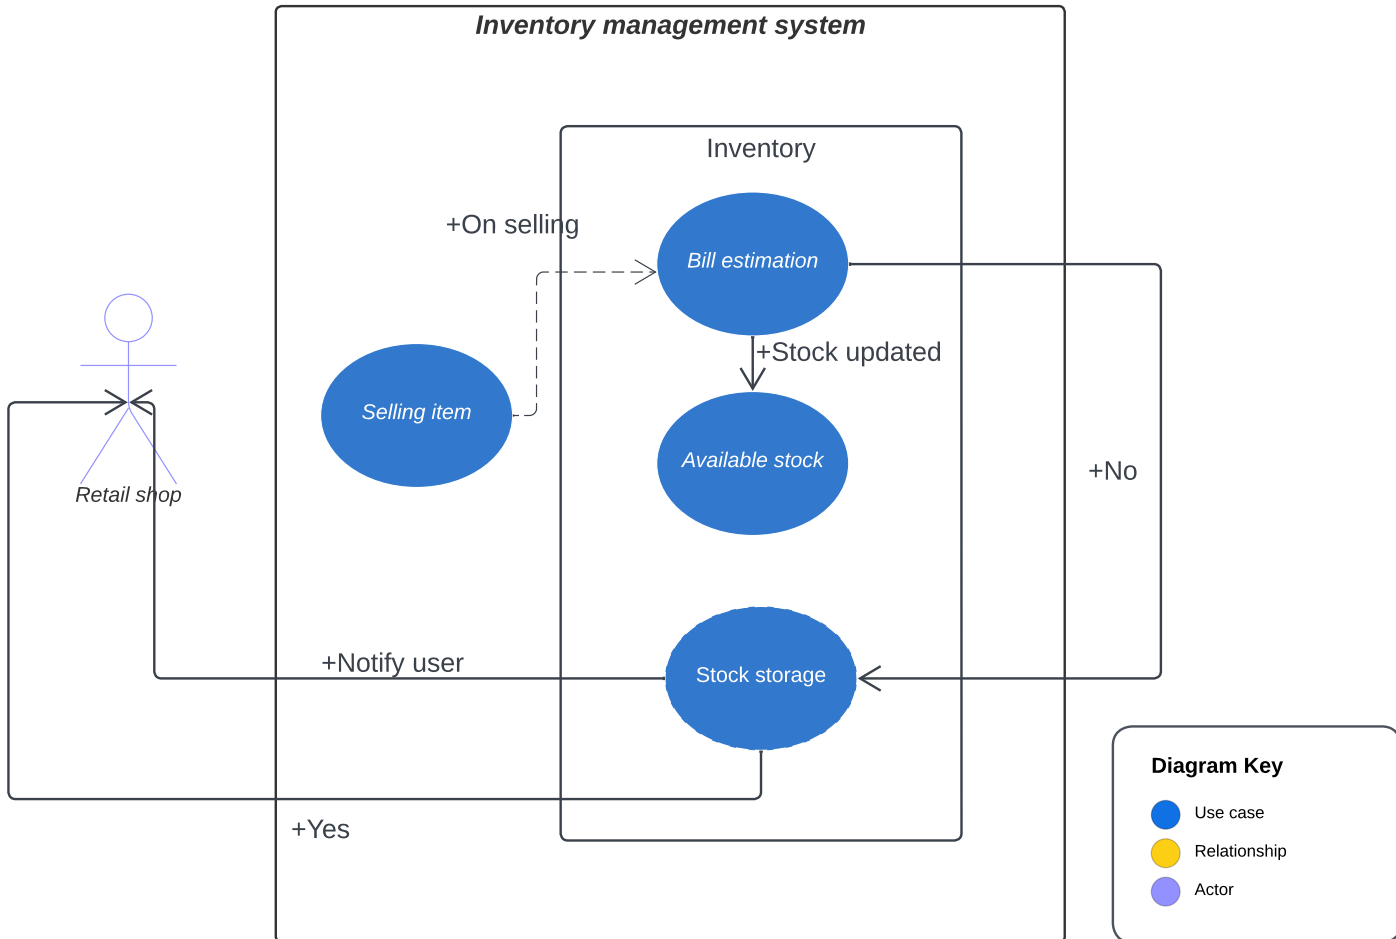 Inventory management system
Inventory
+On selling
Bill estimation
+Stock updated
Selling item
Available stock
+No
Retail shop
+Notify user
Stock storage
+Yes
Diagram Key
Use case
Relationship
Actor